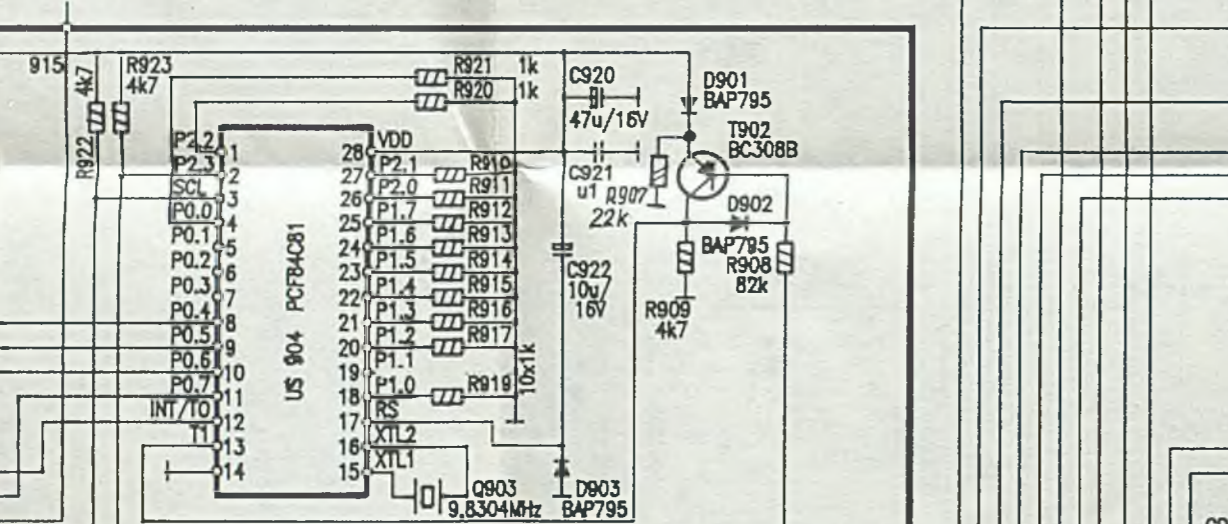 915
4k7
R923
4k7
R922
R921 1k
R920 1k
C920
47u/16V
D901
BAP795
T902
BC308B
C921
u1
R907
22k
D902
BAP795
R908
82k
R909
4k7
C922
10u/
16V
P2.2 1
P2.3 2
SCL 3
P0.0 4
P0.1 5
P0.2 6
P0.3 7
P0.4 8
P0.5 9
P0.6 10
P0.7 11
INT/T0 12
T1 13
14
US 904 PCF84C81
28 VDD
27 P2.1 R910
26 P2.0 R911
25 P1.7 R912
24 P1.6 R913
23 P1.5 R914
22 P1.4 R915
21 P1.3 R916
20 P1.2 R917
19 P1.1
18 P1.0 R919
10x1k
17 RS
16 XTL2
15 XTL1
Q903
9.8304MHz
D903
BAP795